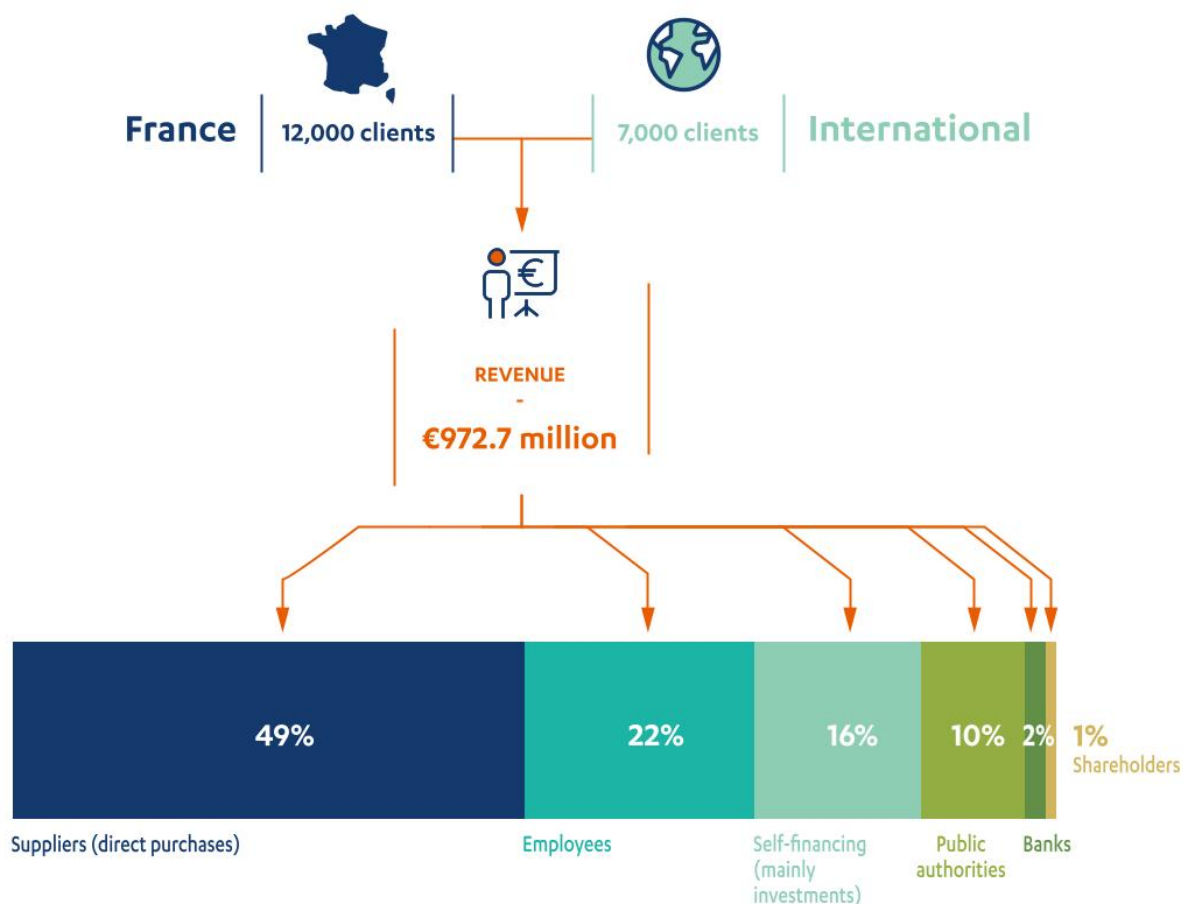 France
12,000 clients
7,000 clients
International
€
REVENUE
-
€972.7 million
49%
22%
16%
10%
2%
1%
Shareholders
Suppliers (direct purchases)
Employees
Self-financing
(mainly
investments)
Public
authorities
Banks